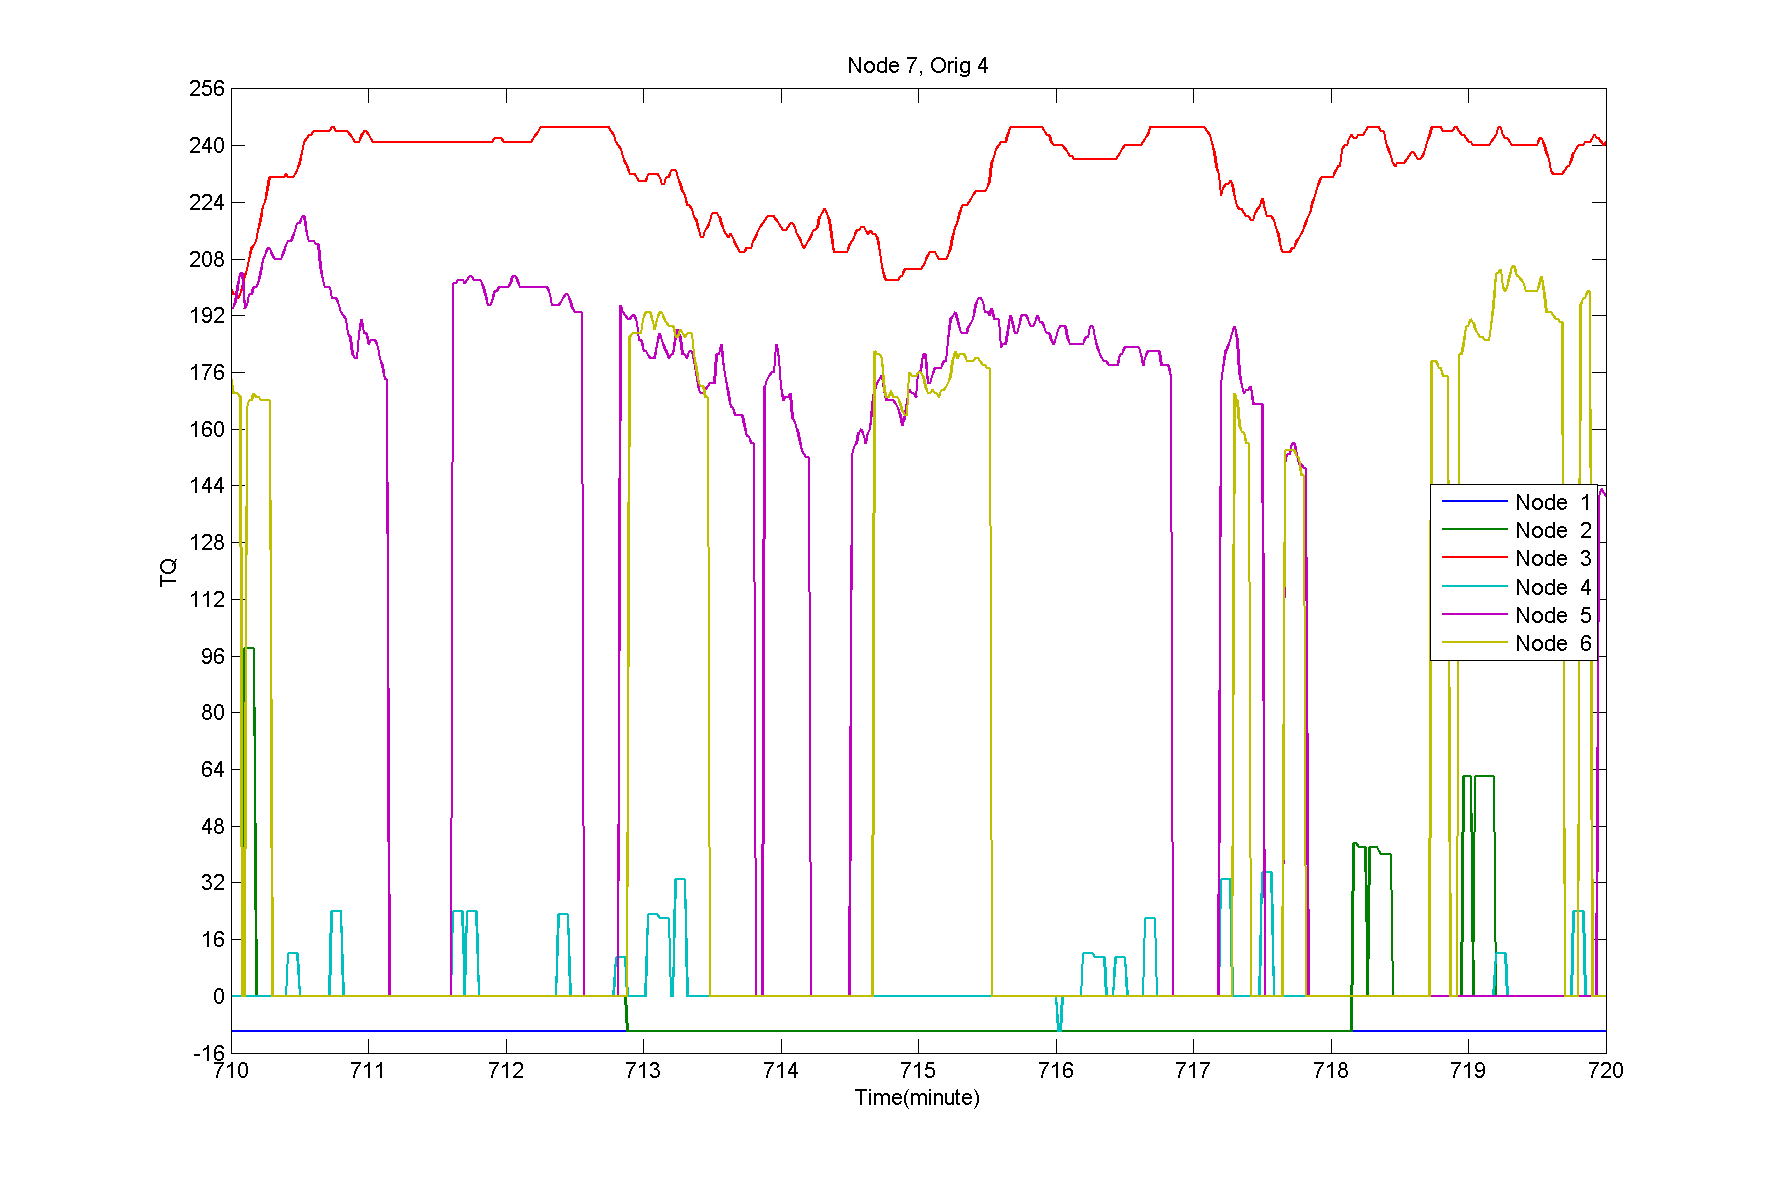 Node 7, Orig 4
256
240
224
208
192
176
160
144
128
112
96
80
64
48
32
16
0
-16
TQ
710 711 712 713 714 715 716 717 718 719 720
Time(minute)
Node 1
Node 2
Node 3
Node 4
Node 5
Node 6